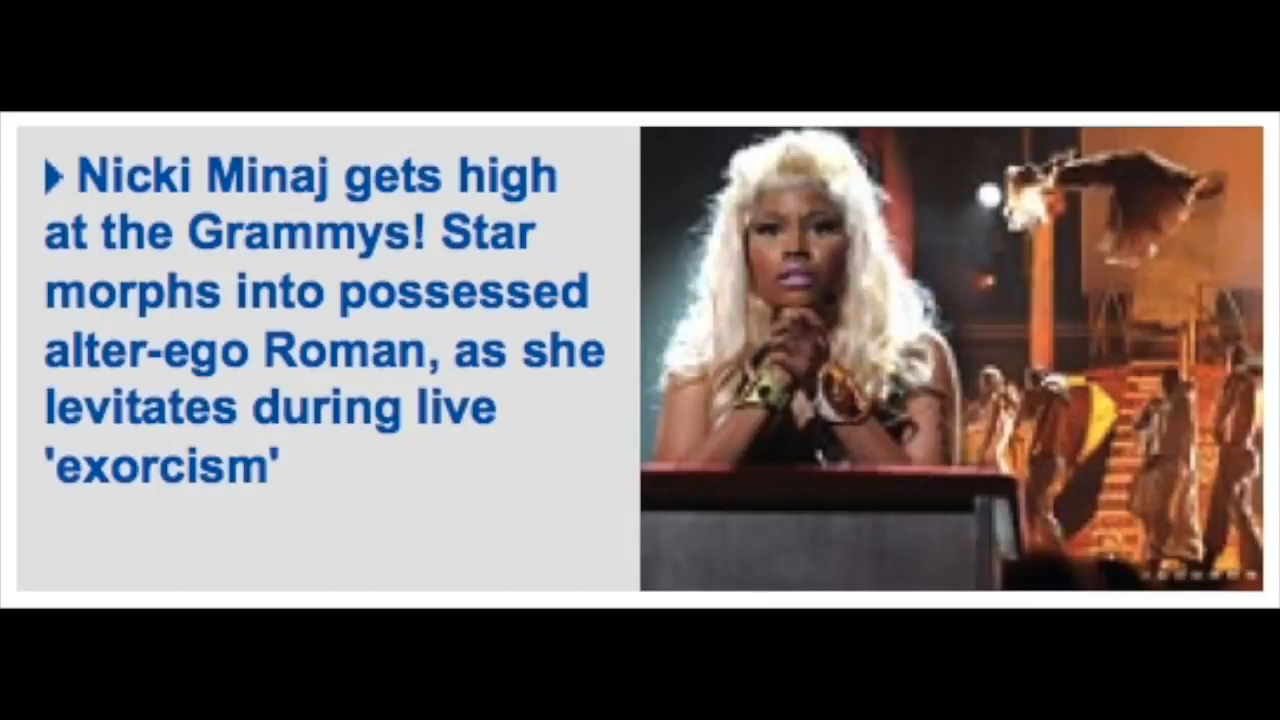 Nicki Minaj gets high
at the Grammys! Star
morphs into possessed
alter-ego Roman, as she
levitates during live
'exorcism'